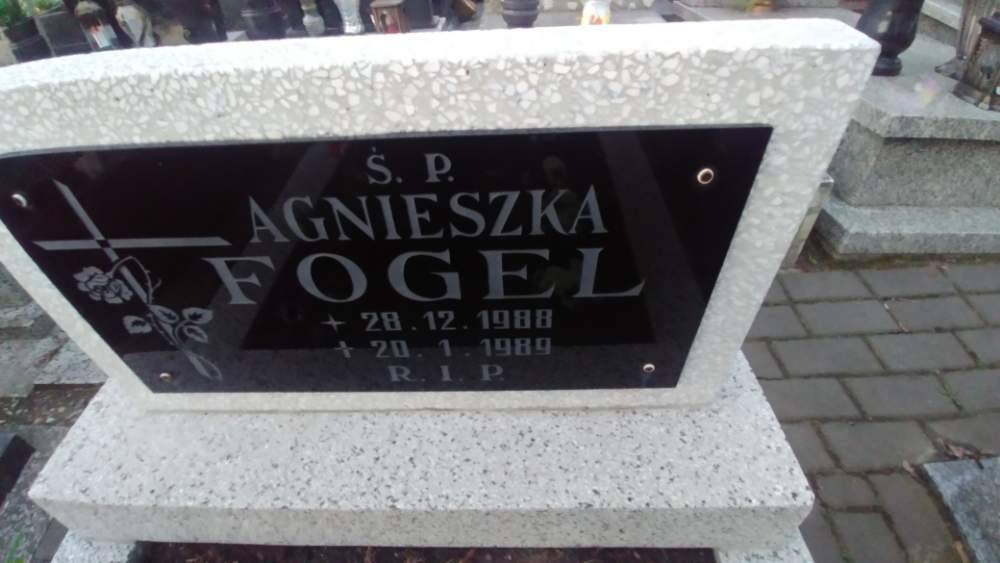 Ś. P.
AGNIESZKA
FOGEL
+ 28.12.1988
+ 20.1.1989
R. I. P.